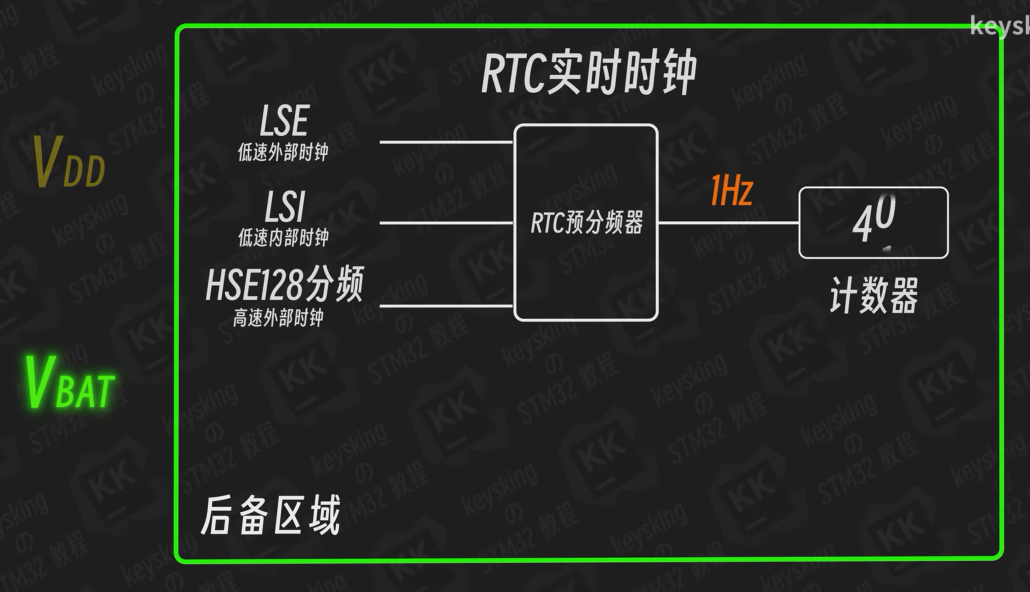 keysk
RTC实时时钟
LSE
低速外部时钟
VDD
LSI
低速内部时钟
RTC预分频器
1Hz
40
HSE128分频
高速外部时钟
计数器
VBAT
后备区域